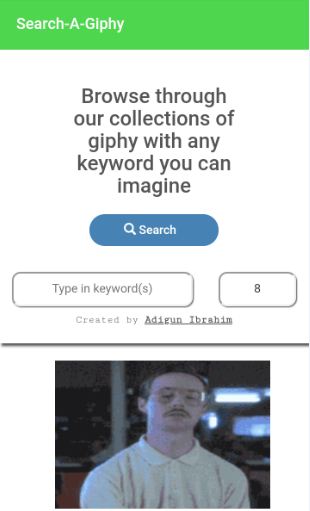 Search-A-Giphy
Browse through
our collections of
giphy with any
keyword you can
imagine
Search
Type in keyword(s)
8
Created by Adigun Ibrahim